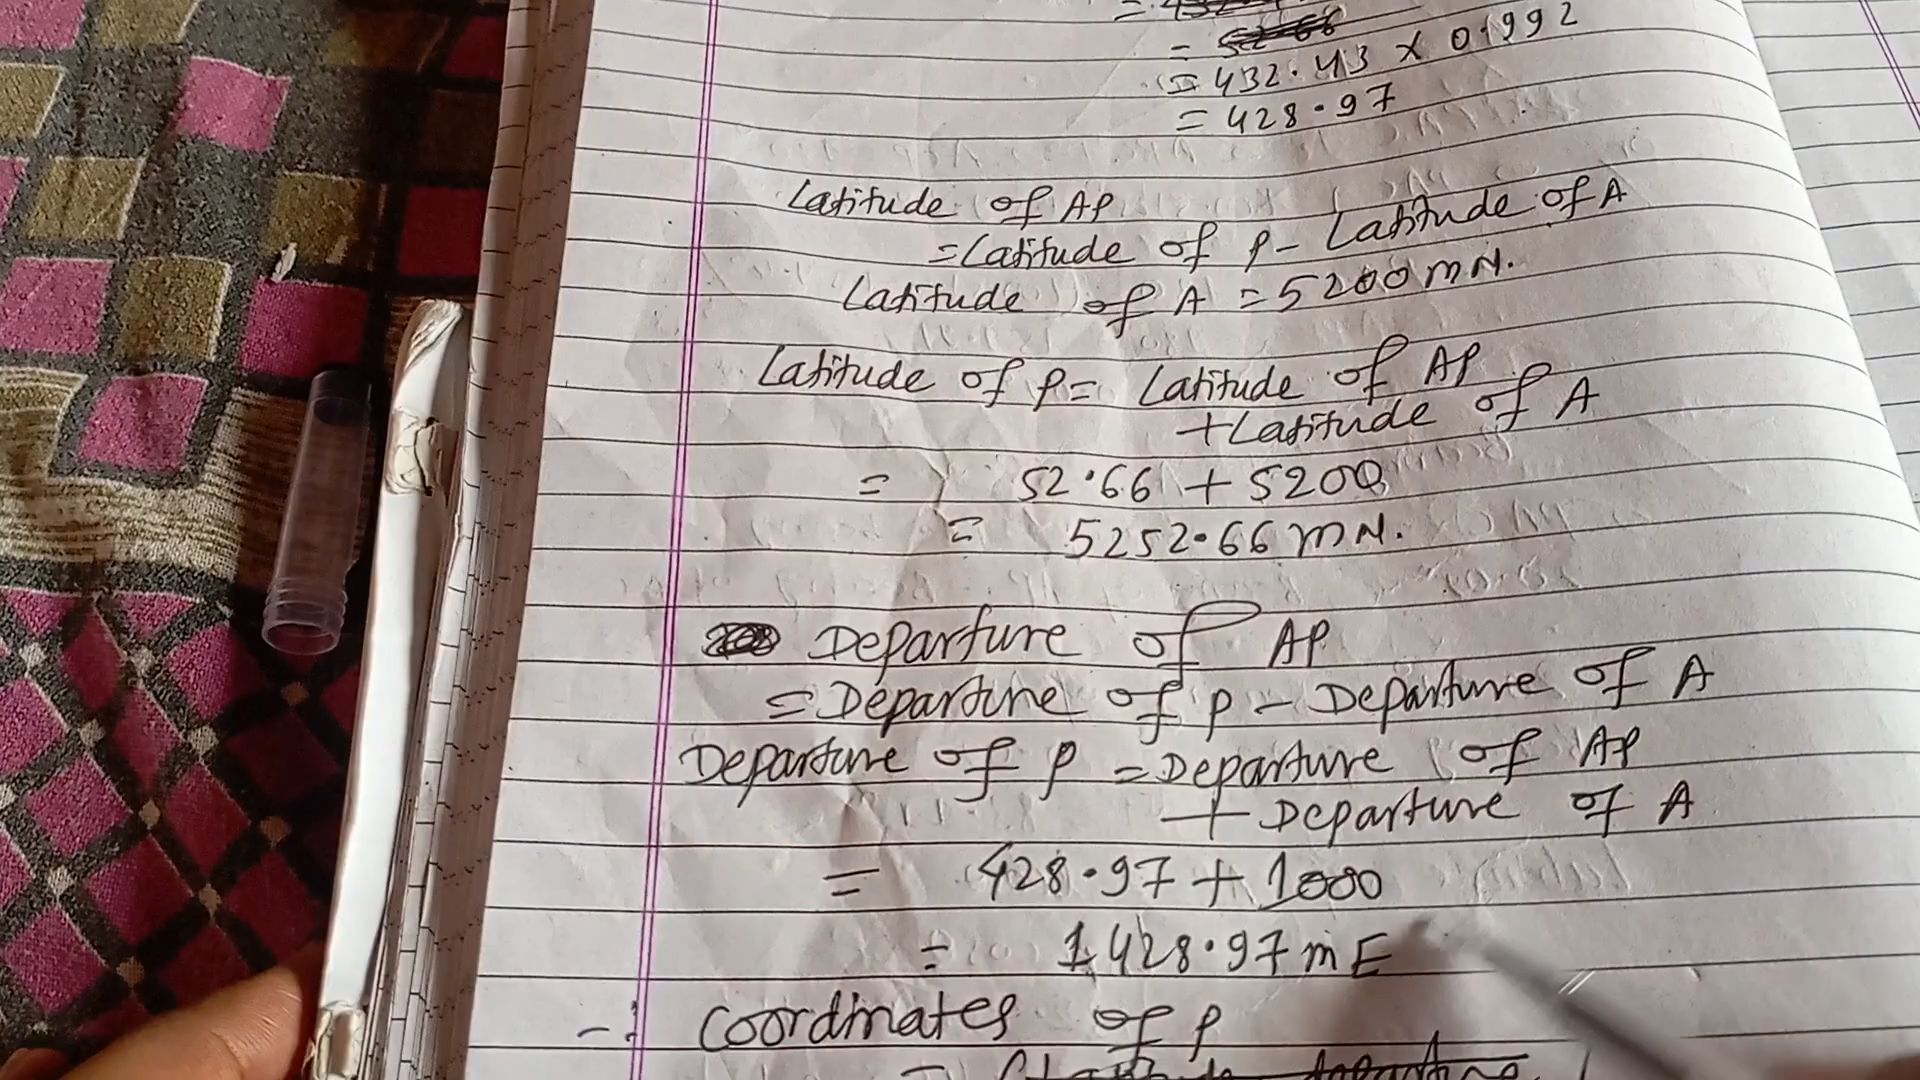 = 432.43 X 0.992
= 428.97
Latitude of AP
= Latitude of P - Latitude of A
Latitude of A = 5200 mN.
Latitude of P = Latitude of AP
+ Latitude of A
= 52.66 + 5200
= 5252.66 mN.
Departure of AP
= Departure of P - Departure of A
Departure of P = Departure of AP
+ Departure of A
= 428.97 + 1000
= 1428.97 m E
-: Coordinates of P